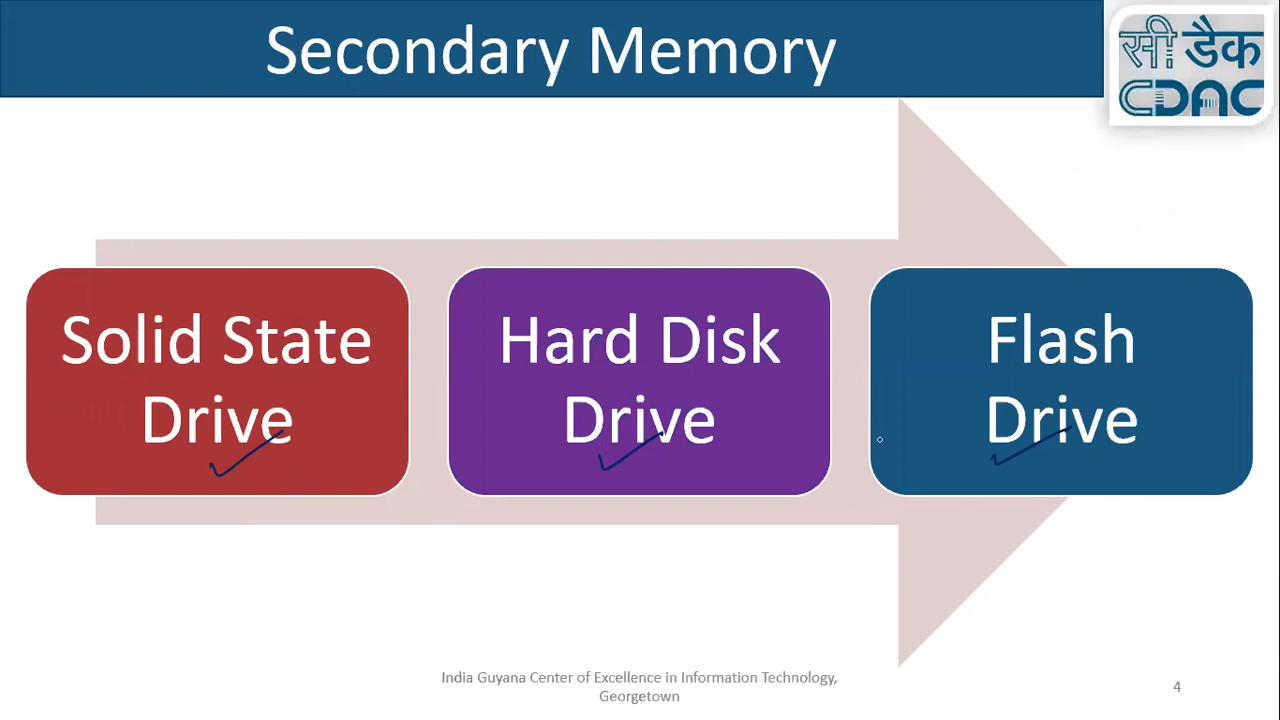 Secondary Memory
सी डैक
CDAC
Solid State
Drive
Hard Disk
Drive
Flash
Drive
India Guyana Center of Excellence in Information Technology,
Georgetown
4